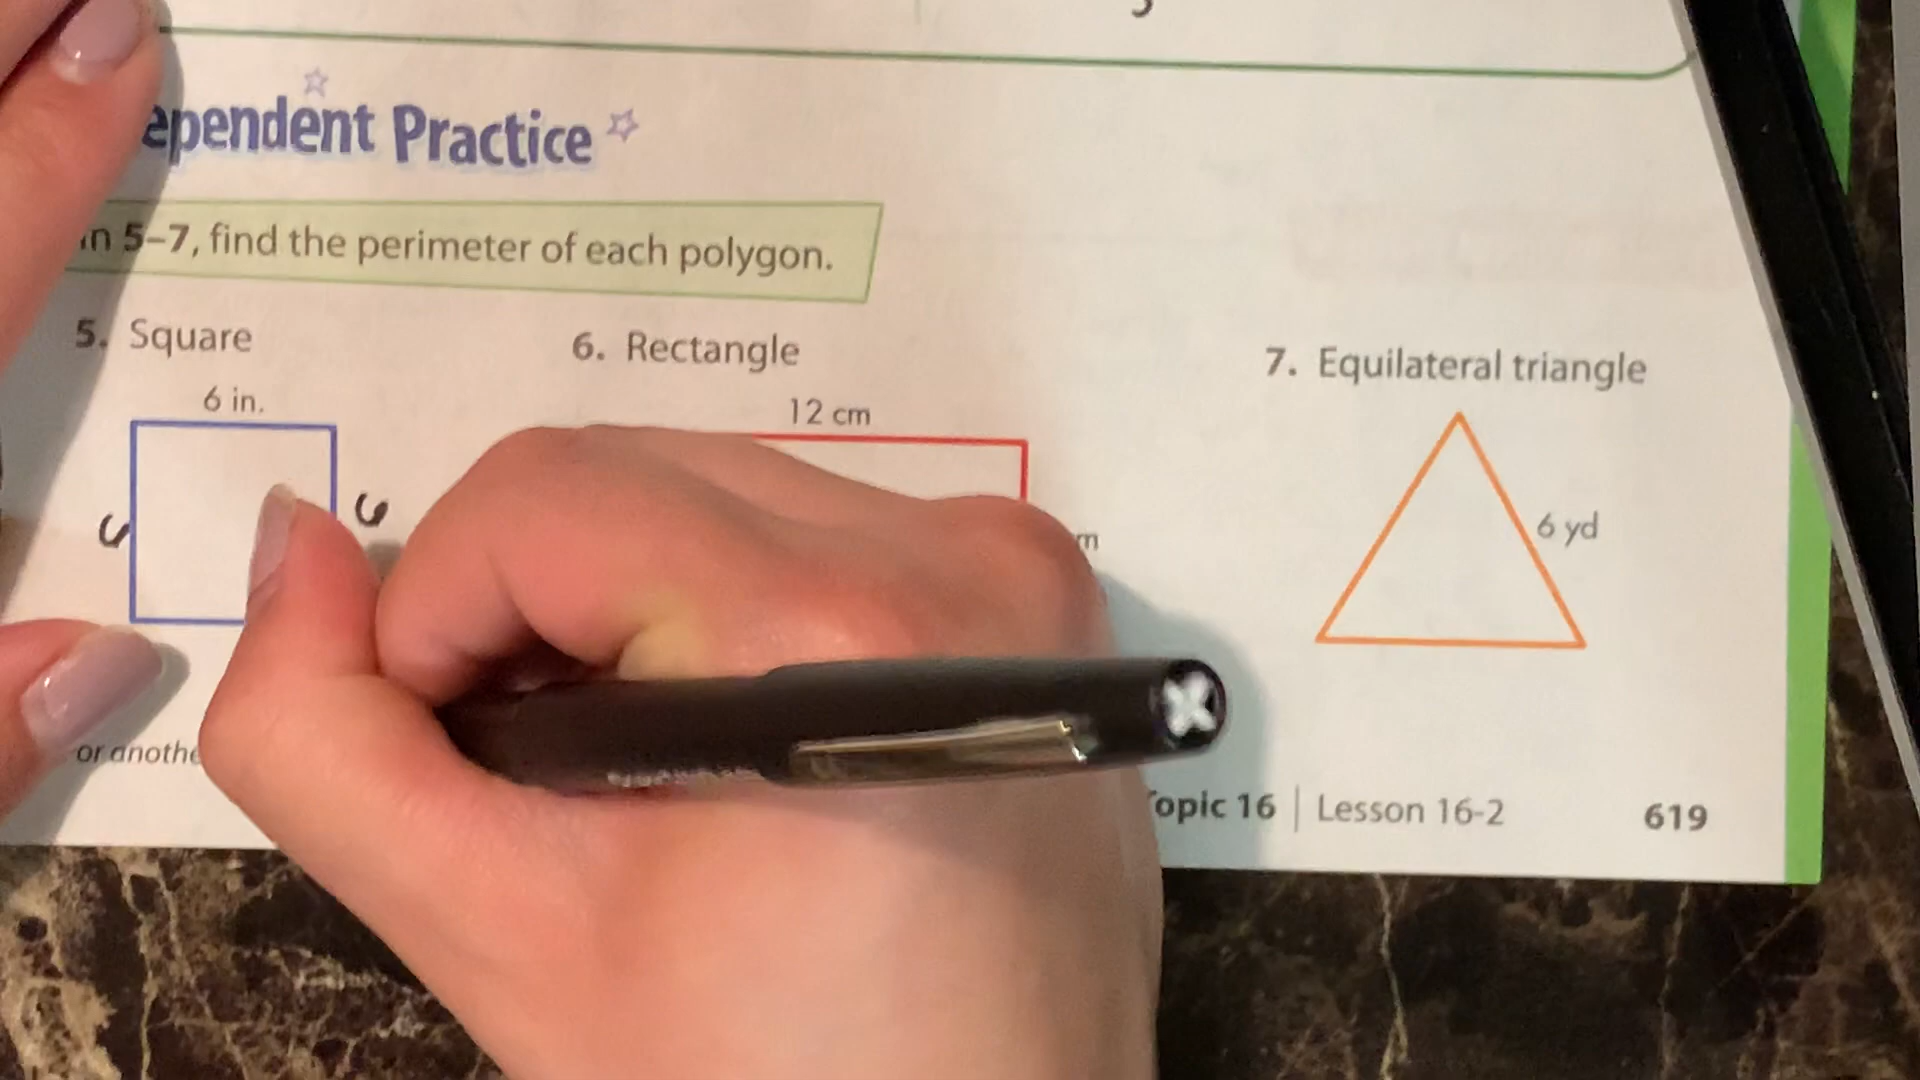 ependent Practice
in 5–7, find the perimeter of each polygon.
5. Square
6. Rectangle
7. Equilateral triangle
6 in.
12 cm
6
6
m
6 yd
or anothe
opic 16 | Lesson 16-2 619